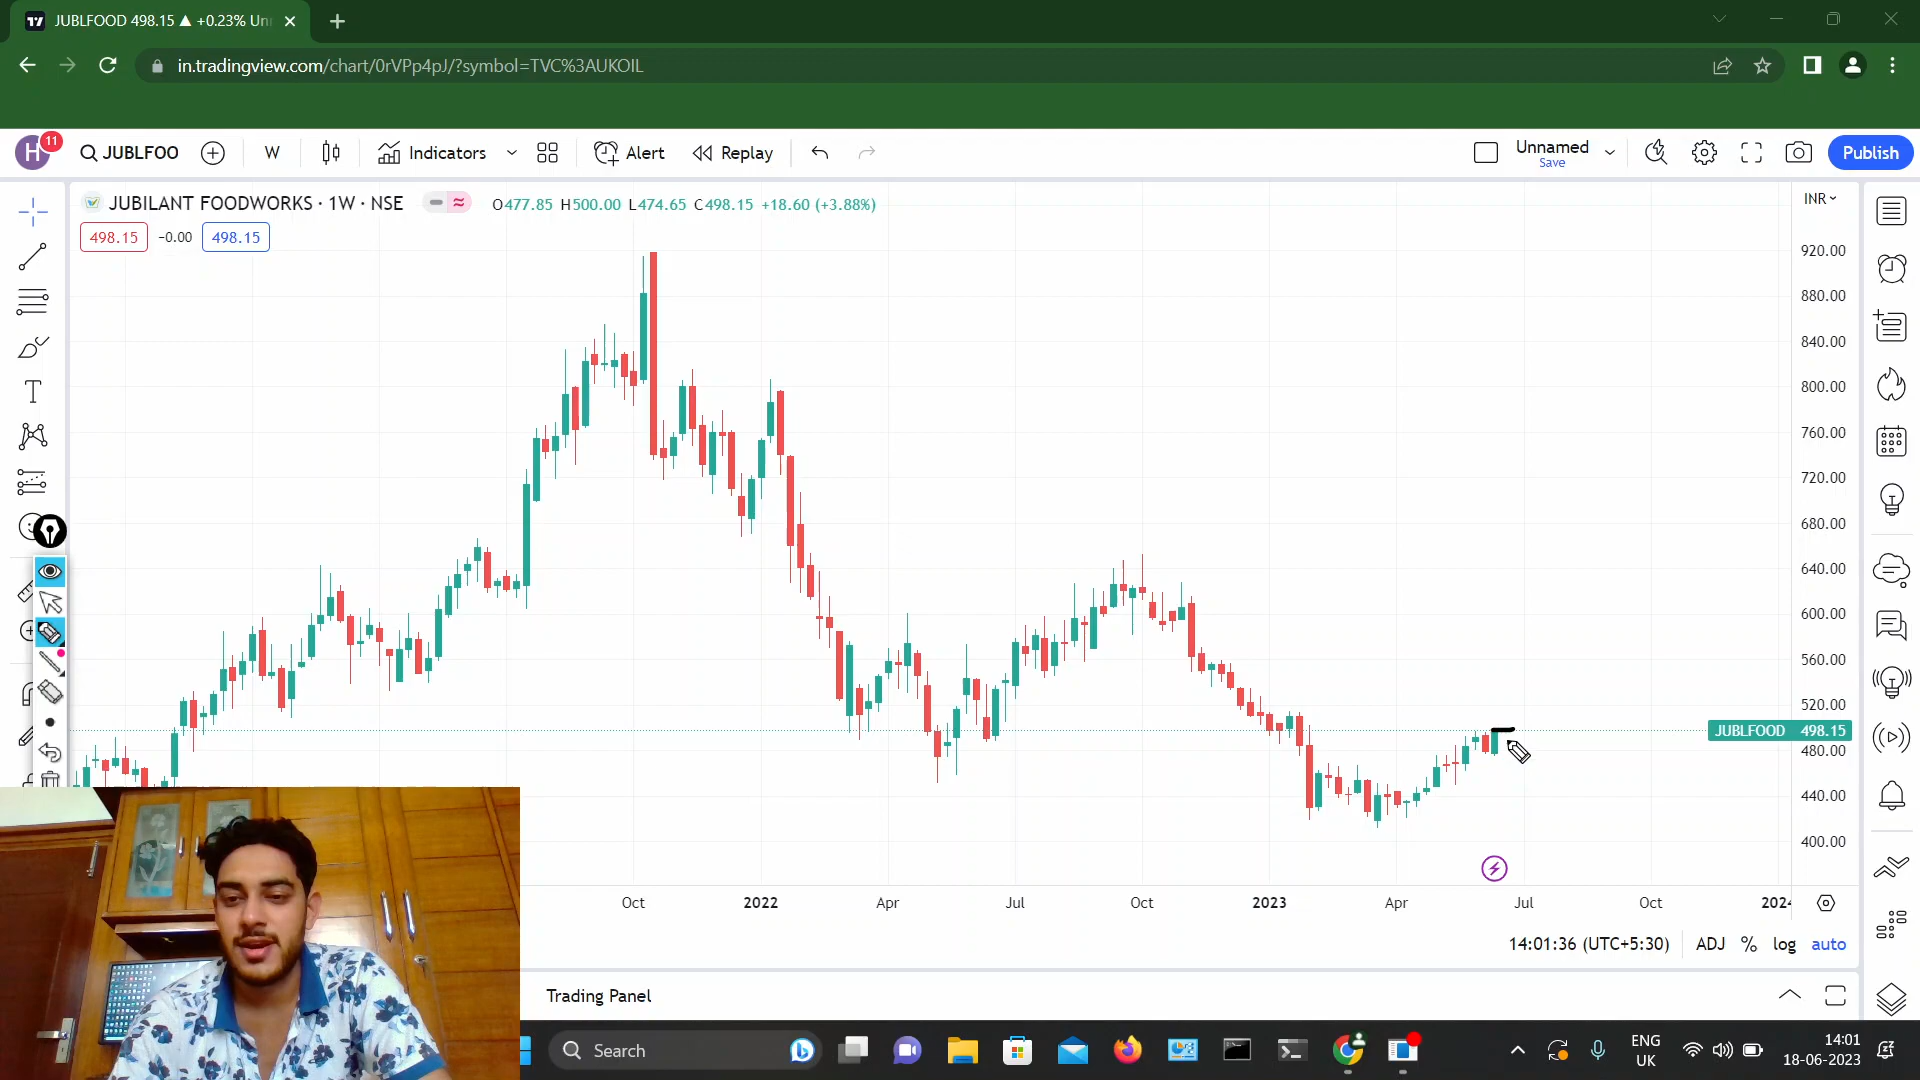 JUBLFOOD 498.15 ▲ +0.23% Un
in.tradingview.com/chart/0rVPp4pJ/?symbol=TVC%3AUKOIL
H
11
JUBLFOO
W
Indicators
Alert
Replay
Unnamed
Save
Publish
JUBILANT FOODWORKS · 1W · NSE
O477.85 H500.00 L474.65 C498.15 +18.60 (+3.88%)
INR
498.15
−0.00
498.15
920.00
880.00
840.00
800.00
760.00
720.00
680.00
640.00
600.00
560.00
520.00
JUBLFOOD 498.15
480.00
440.00
400.00
Oct
2022
Apr
Jul
Oct
2023
Apr
Jul
Oct
2024
14:01:36 (UTC+5:30)
ADJ
%
log
auto
Trading Panel
Search
ENG
UK
14:01
18-06-2023